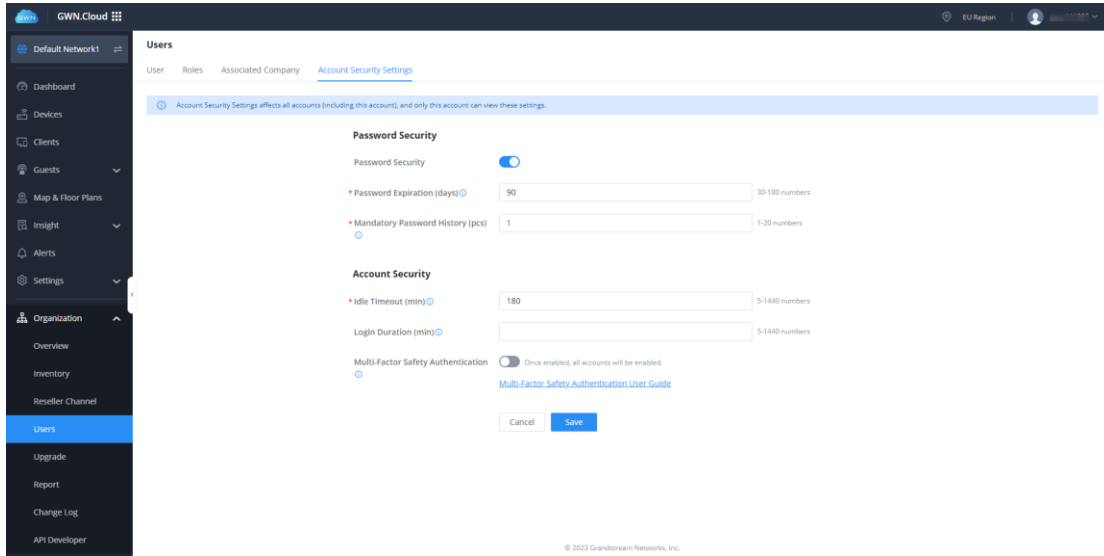 GWN GWN.Cloud
EU Region
Default Network1
Dashboard
Devices
Clients
Guests
Map & Floor Plans
Insight
Alerts
Settings
Organization
Overview
Inventory
Reseller Channel
Users
Upgrade
Report
Change Log
API Developer
Users
User Roles Associated Company Account Security Settings
Account Security Settings affects all accounts (including this account), and only this account can view these settings.
Password Security
Password Security
* Password Expiration (days) 90 30-180 numbers
* Mandatory Password History (pcs) 1 1-20 numbers
Account Security
* Idle Timeout (min) 180 5-1440 numbers
Login Duration (min) 5-1440 numbers
Multi-Factor Safety Authentication Once enabled, all accounts will be enabled.
Multi-Factor Safety Authentication User Guide
Cancel Save
© 2023 Grandstream Networks, Inc.